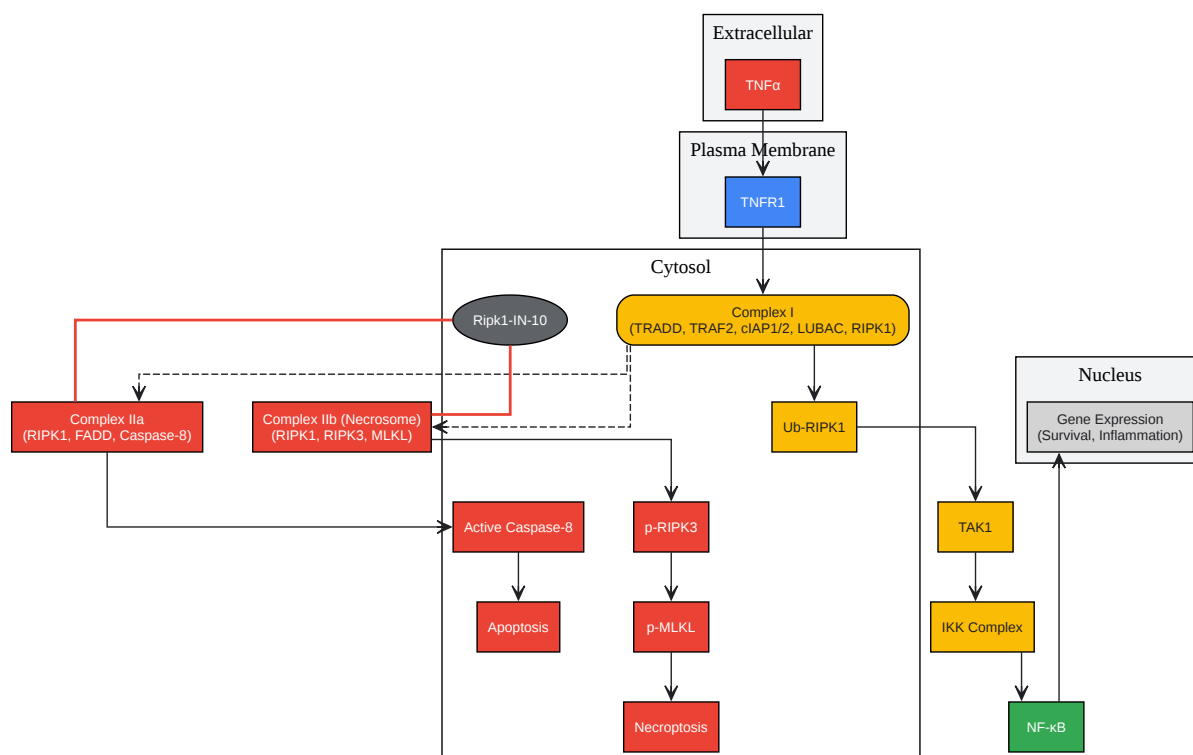 Extracellular
TNFα
Plasma Membrane
TNFR1
Cytosol
Ripk1-IN-10
Complex I
(TRADD, TRAF2, cIAP1/2, LUBAC, RIPK1)
Nucleus
Complex IIa
(RIPK1, FADD, Caspase-8)
Complex IIb (Necrosome)
(RIPK1, RIPK3, MLKL)
Ub-RIPK1
Gene Expression
(Survival, Inflammation)
Active Caspase-8
p-RIPK3
TAK1
Apoptosis
p-MLKL
IKK Complex
Necroptosis
NF-κB